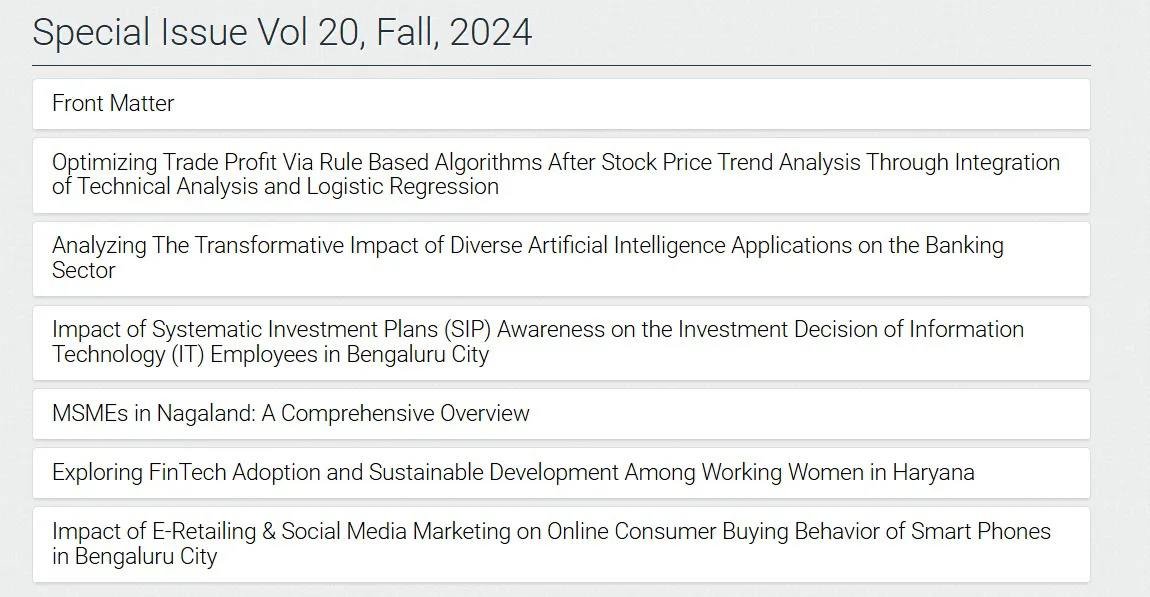 Special Issue Vol 20, Fall, 2024
Front Matter
Optimizing Trade Profit Via Rule Based Algorithms After Stock Price Trend Analysis Through Integration
of Technical Analysis and Logistic Regression
Analyzing The Transformative Impact of Diverse Artificial Intelligence Applications on the Banking
Sector
Impact of Systematic Investment Plans (SIP) Awareness on the Investment Decision of Information
Technology (IT) Employees in Bengaluru City
MSMEs in Nagaland: A Comprehensive Overview
Exploring FinTech Adoption and Sustainable Development Among Working Women in Haryana
Impact of E-Retailing & Social Media Marketing on Online Consumer Buying Behavior of Smart Phones
in Bengaluru City